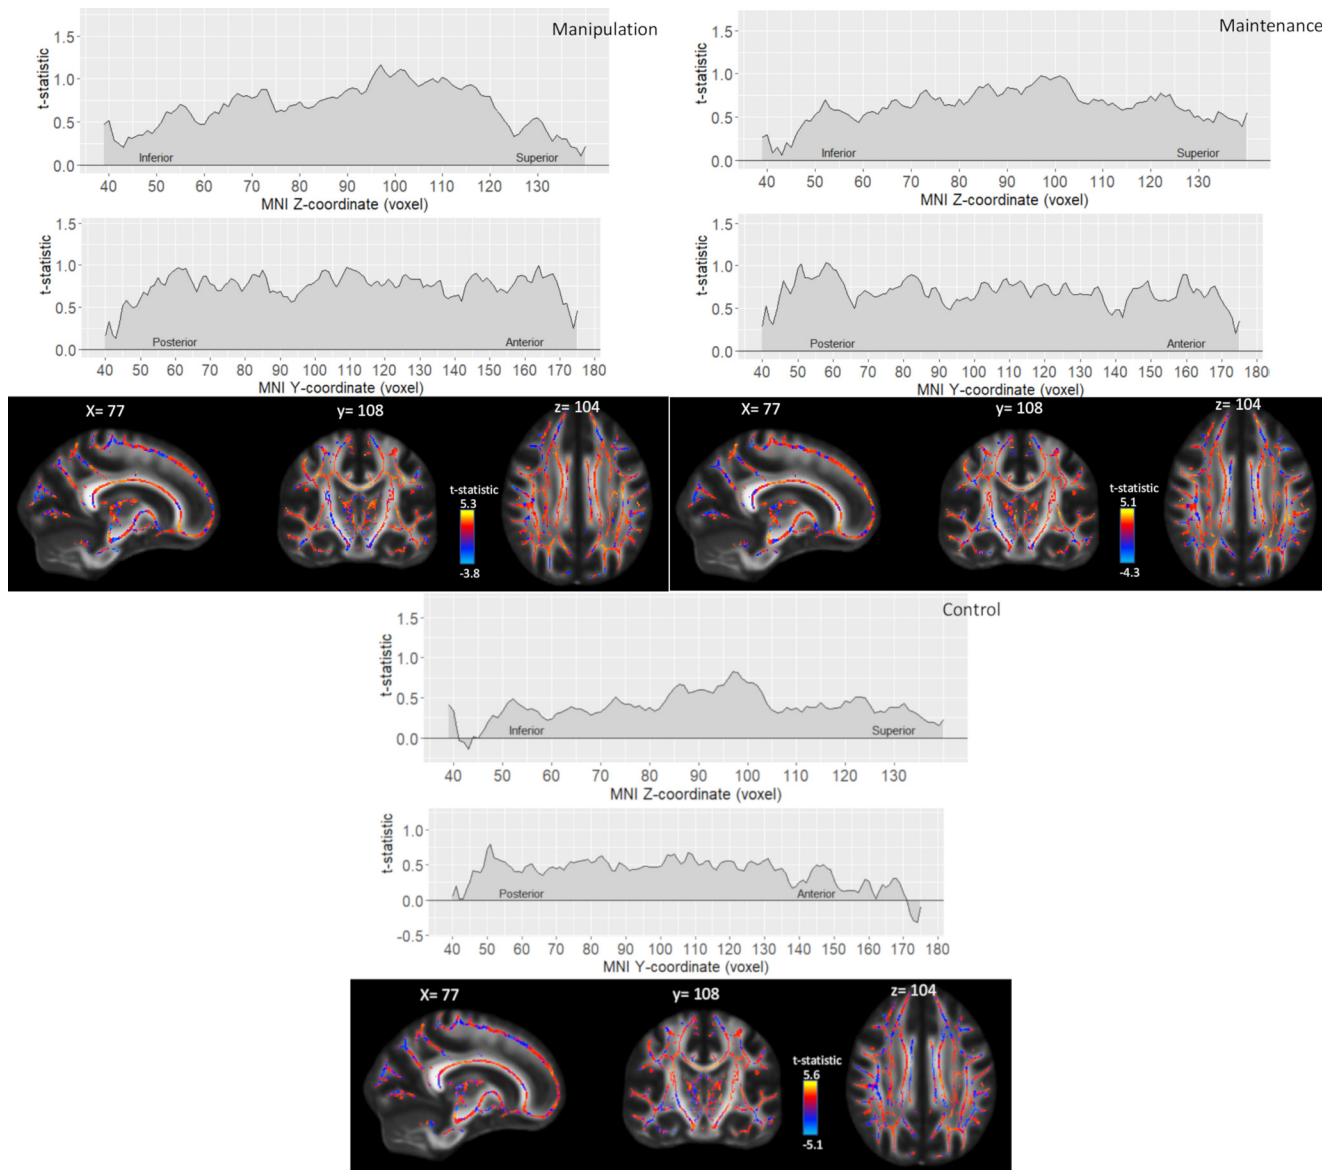 Manipulation
1.5
1.0
0.5
0.0
t-statistic
Inferior
Superior
40 50 60 70 80 90 100 110 120 130
MNI Z-coordinate (voxel)
1.5
1.0
0.5
0.0
t-statistic
Posterior
Anterior
40 50 60 70 80 90 100 110 120 130 140 150 160 170 180
MNI Y-coordinate (voxel)
X= 77
y= 108
z= 104
t-statistic
5.3
-3.8
Maintenance
1.5
1.0
0.5
0.0
t-statistic
Inferior
Superior
40 50 60 70 80 90 100 110 120 130
MNI Z-coordinate (voxel)
1.5
1.0
0.5
0.0
t-statistic
Posterior
Anterior
40 50 60 70 80 90 100 110 120 130 140 150 160 170 180
MNI Y-coordinate (voxel)
X= 77
y= 108
z= 104
t-statistic
5.1
-4.3
Control
1.5
1.0
0.5
0.0
t-statistic
Inferior
Superior
40 50 60 70 80 90 100 110 120 130
MNI Z-coordinate (voxel)
1.0
0.5
0.0
-0.5
t-statistic
Posterior
Anterior
40 50 60 70 80 90 100 110 120 130 140 150 160 170 180
MNI Y-coordinate (voxel)
X= 77
y= 108
z= 104
t-statistic
5.6
-5.1